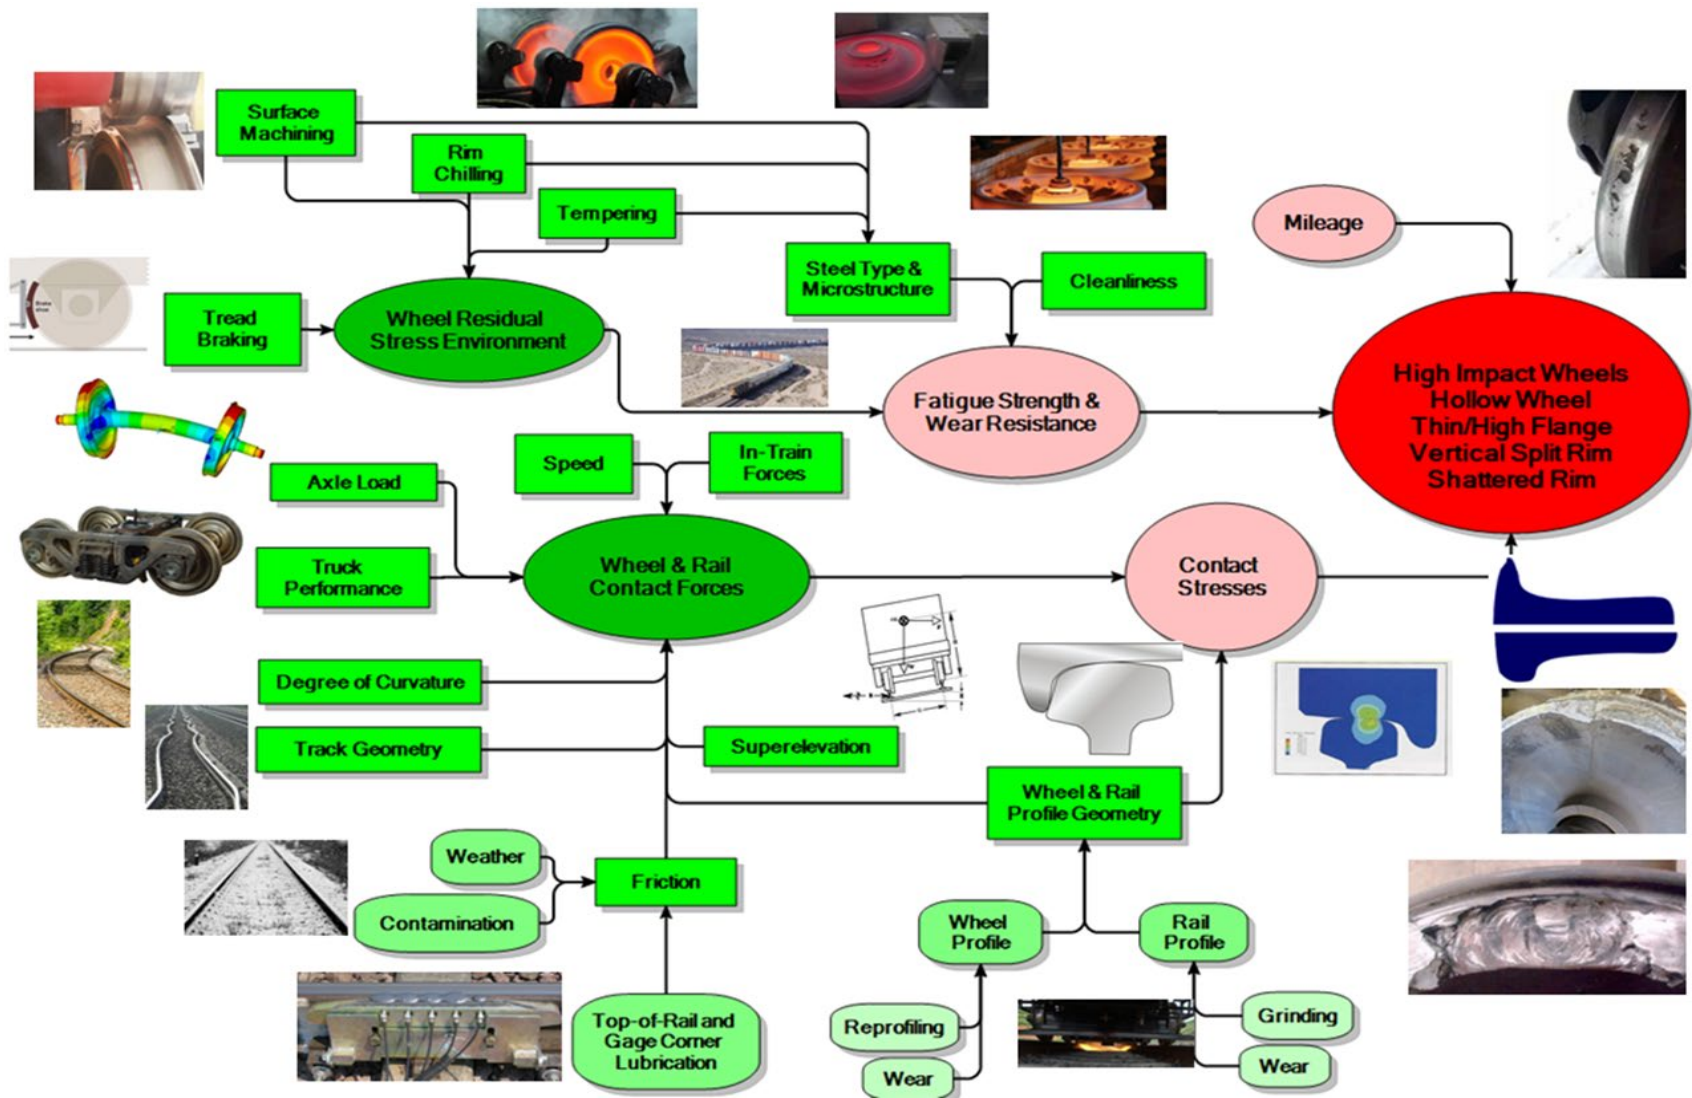 Surface
Machining
Rim
Chilling
Tempering
Mileage
Steel Type &
Microstructure
Cleanliness
Tread
Braking
Wheel Residual
Stress Environment
High Impact Wheels
Hollow Wheel
Thin/High Flange
Vertical Split Rim
Shattered Rim
Fatigue Strength &
Wear Resistance
Speed
In-Train
Forces
Axle Load
Truck
Performance
Wheel & Rail
Contact Forces
Contact
Stresses
Degree of Curvature
Track Geometry
Superelevation
Wheel & Rail
Profile Geometry
Weather
Friction
Contamination
Wheel
Profile
Rail
Profile
Top-of-Rail and
Gage Corner
Lubrication
Reprofiling
Wear
Grinding
Wear